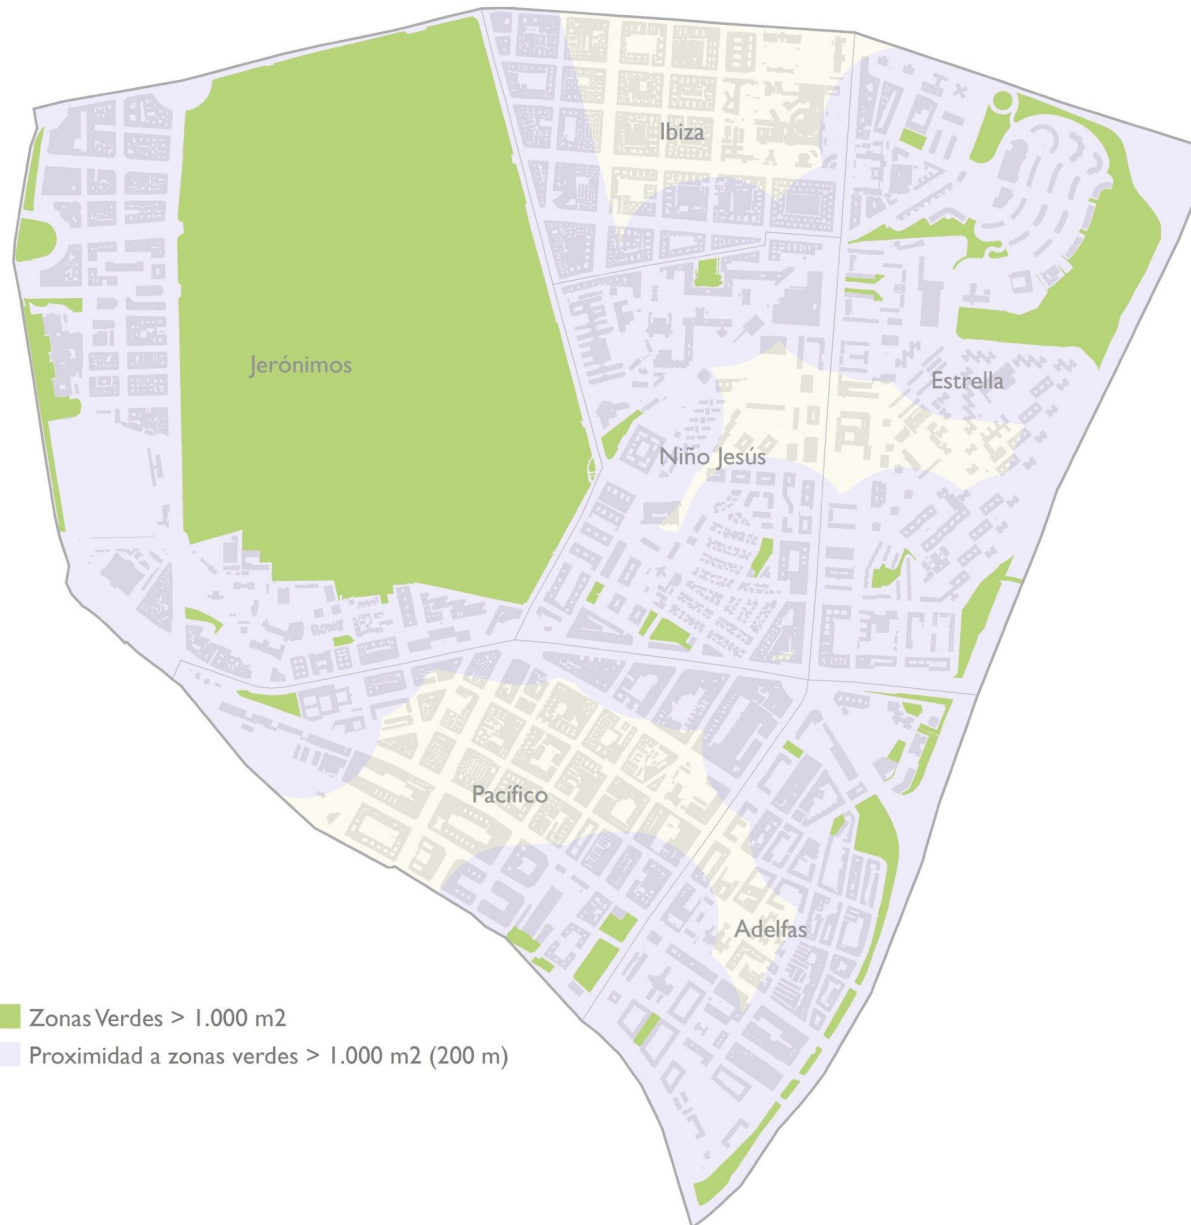 Ibiza
Jerónimos
Estrella
Niño Jesús
Pacífico
Adelfas
Zonas Verdes > 1.000 m2
Proximidad a zonas verdes > 1.000 m2 (200 m)